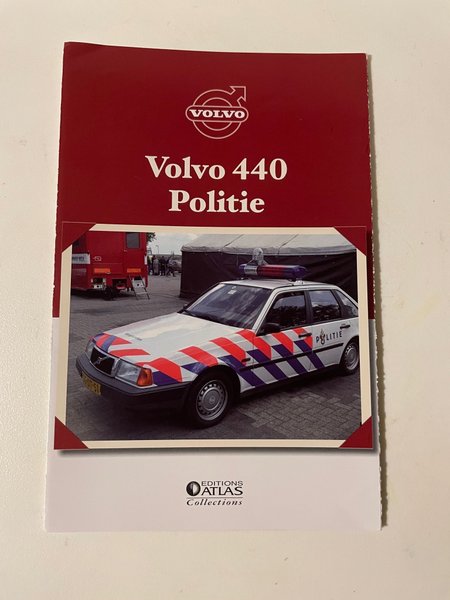 VOLVO
Volvo 440
Politie
POLITIE
EDITIONS
ATLAS
Collections